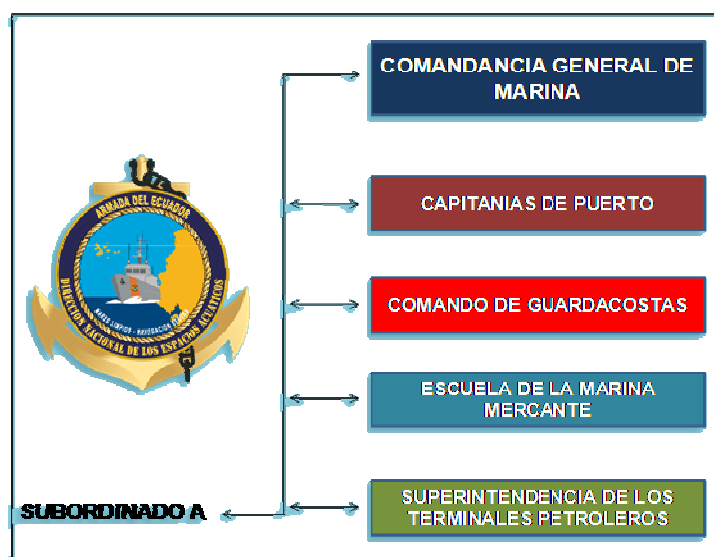 COMANDANCIA GENERAL DE
MARINA
CAPITANIAS DE PUERTO
COMANDO DE GUARDACOSTAS
ESCUELA DE LA MARINA
MERCANTE
SUPERINTENDENCIA DE LOS
TERMINALES PETROLEROS
ARMADA DEL ECUADOR
DIRECCION NACIONAL DE LOS ESPACIOS ACUATICOS
SUBORDINADO A